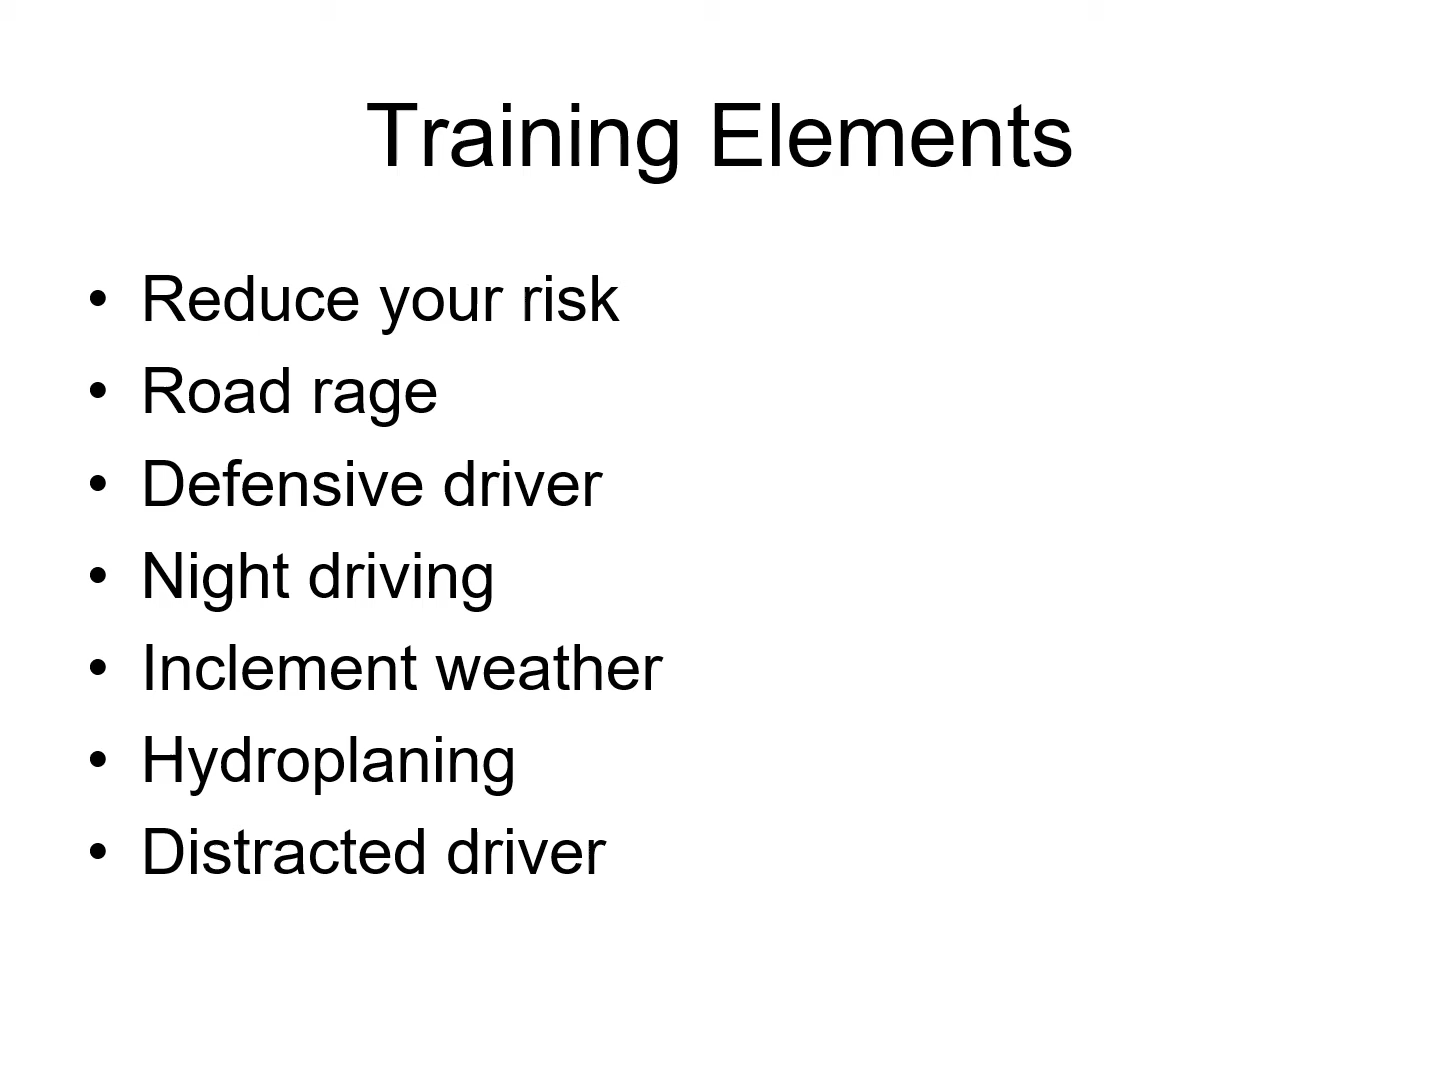 Training Elements
• Reduce your risk
• Road rage
• Defensive driver
• Night driving
• Inclement weather
• Hydroplaning
• Distracted driver